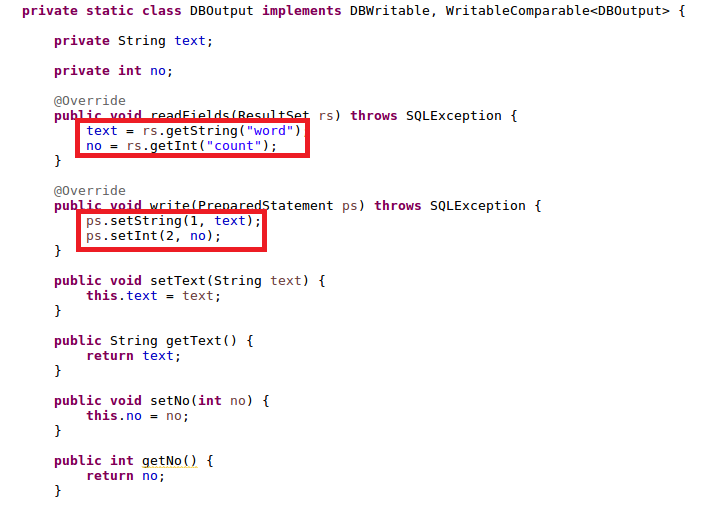 private static class DBOutput implements DBWritable, WritableComparable<DBOutput> {
private String text;
private int no;
@Override
public void readFields(ResultSet rs) throws SQLException {
text = rs.getString("word");
no = rs.getInt("count");
}
@Override
public void write(PreparedStatement ps) throws SQLException {
ps.setString(1, text);
ps.setInt(2, no);
}
public void setText(String text) {
this.text = text;
}
public String getText() {
return text;
}
public void setNo(int no) {
this.no = no;
}
public int getNo() {
return no;
}